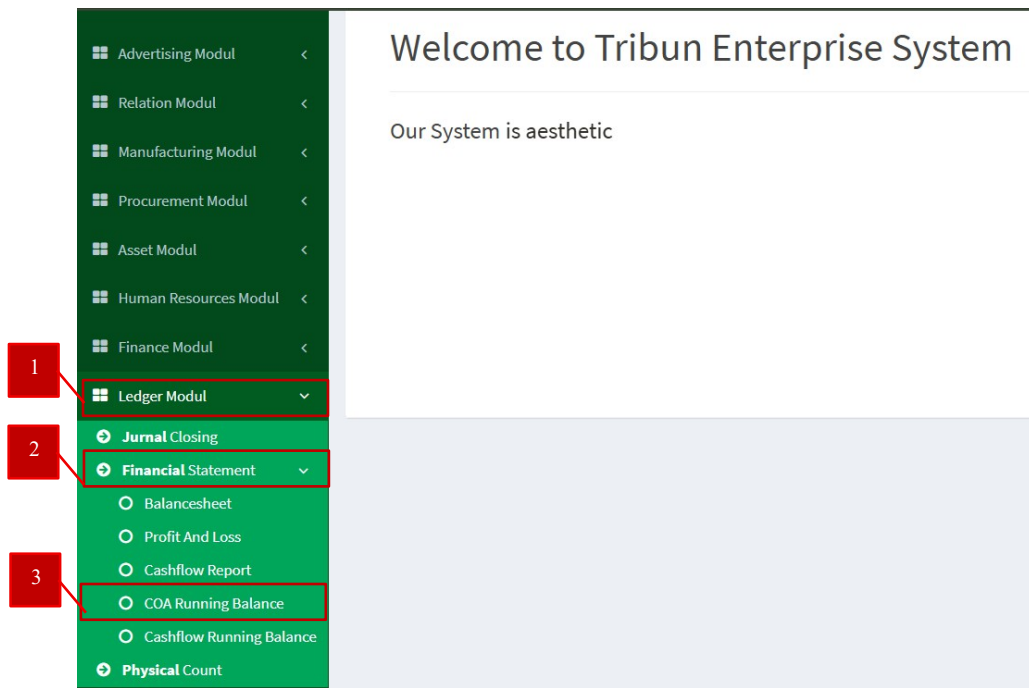 Advertising Modul
Relation Modul
Manufacturing Modul
Procurement Modul
Asset Modul
Human Resources Modul
Finance Modul
1
Ledger Modul
Jurnal Closing
2
Financial Statement
Balancesheet
Profit And Loss
Cashflow Report
3
COA Running Balance
Cashflow Running Balance
Physical Count
Welcome to Tribun Enterprise System
Our System is aesthetic